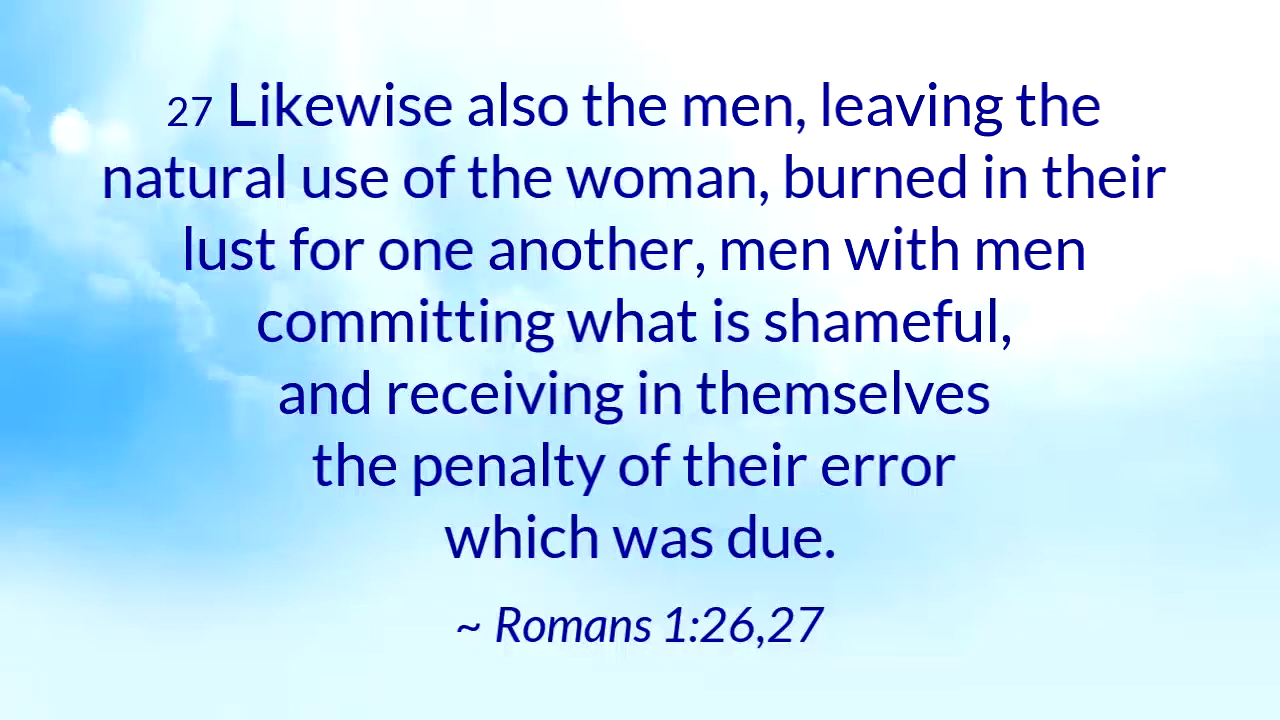 27 Likewise also the men, leaving the
natural use of the woman, burned in their
lust for one another, men with men
committing what is shameful,
and receiving in themselves
the penalty of their error
which was due.
~ Romans 1:26,27